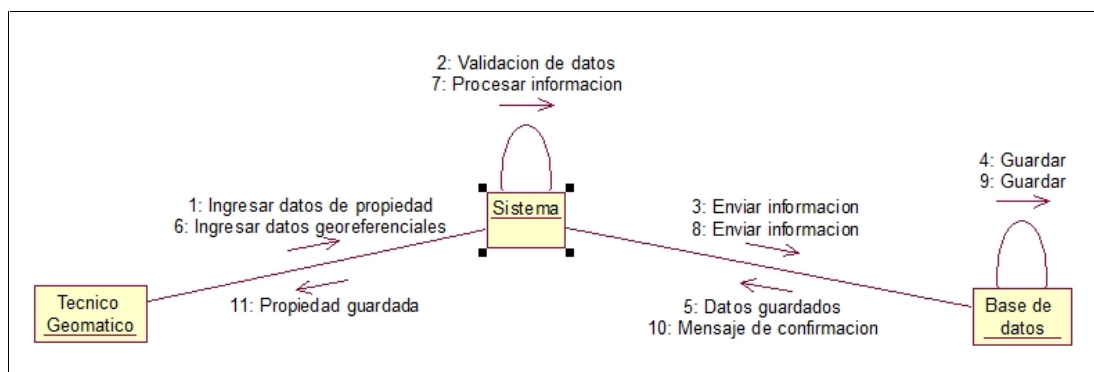 2: Validacion de datos
7: Procesar informacion
4: Guardar
9: Guardar
1: Ingresar datos de propiedad
6: Ingresar datos georeferenciales
Sistema
3: Enviar informacion
8: Enviar informacion
Tecnico
Geomatico
11: Propiedad guardada
5: Datos guardados
10: Mensaje de confirmacion
Base de
datos